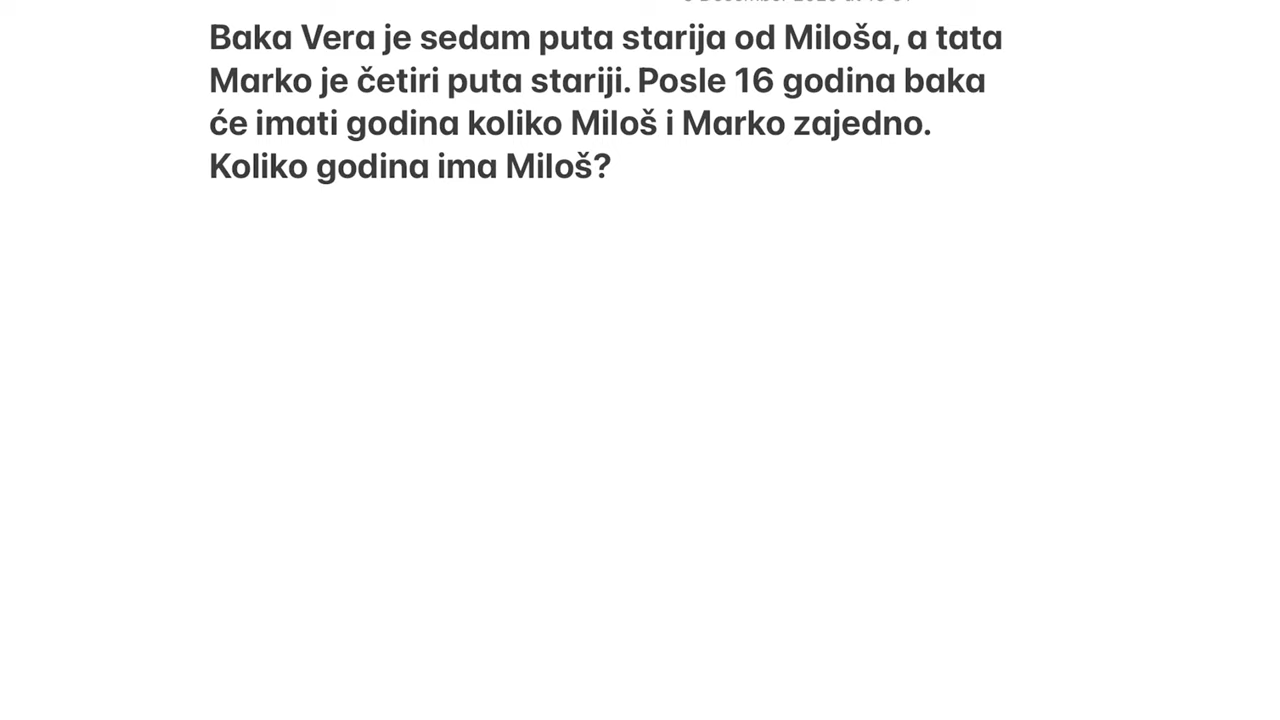 Baka Vera je sedam puta starija od Miloša, a tata
Marko je četiri puta stariji. Posle 16 godina baka
će imati godina koliko Miloš i Marko zajedno.
Koliko godina ima Miloš?